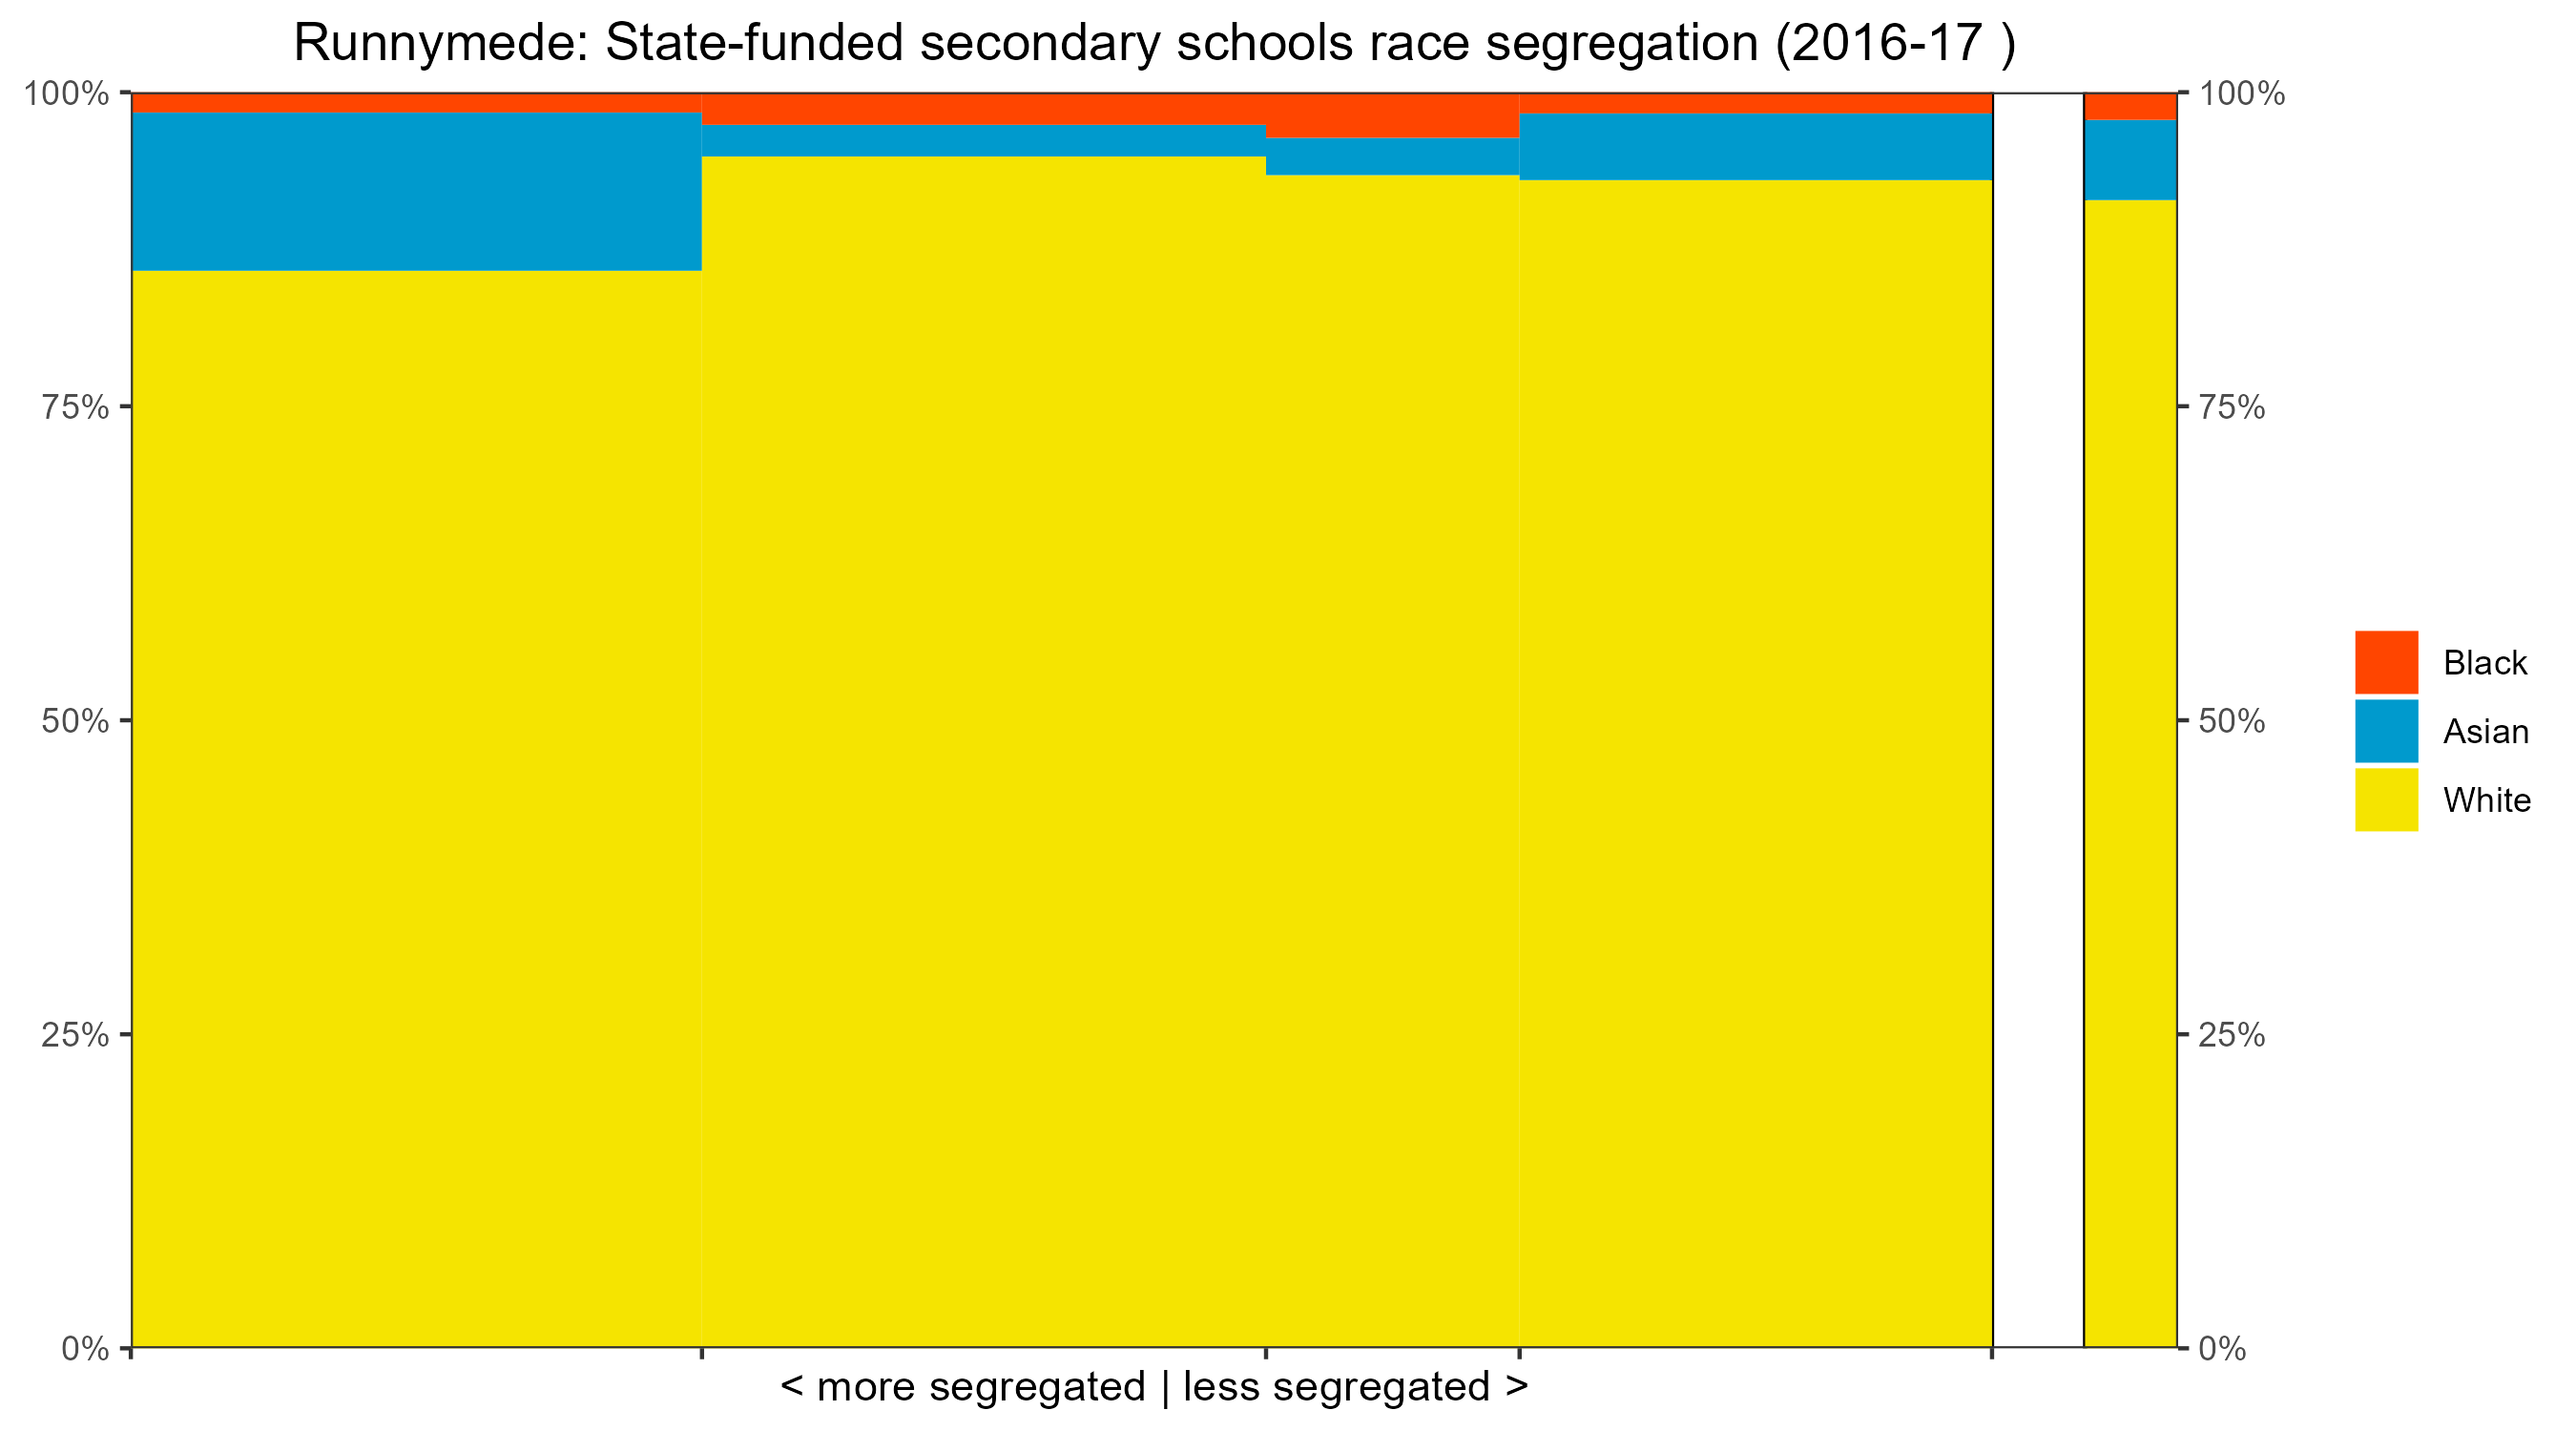 Runnymede: State-funded secondary schools race segregation (2016-17 )
100%
75%
50%
25%
0%
100%
75%
50%
25%
0%
Black
Asian
White
< more segregated | less segregated >